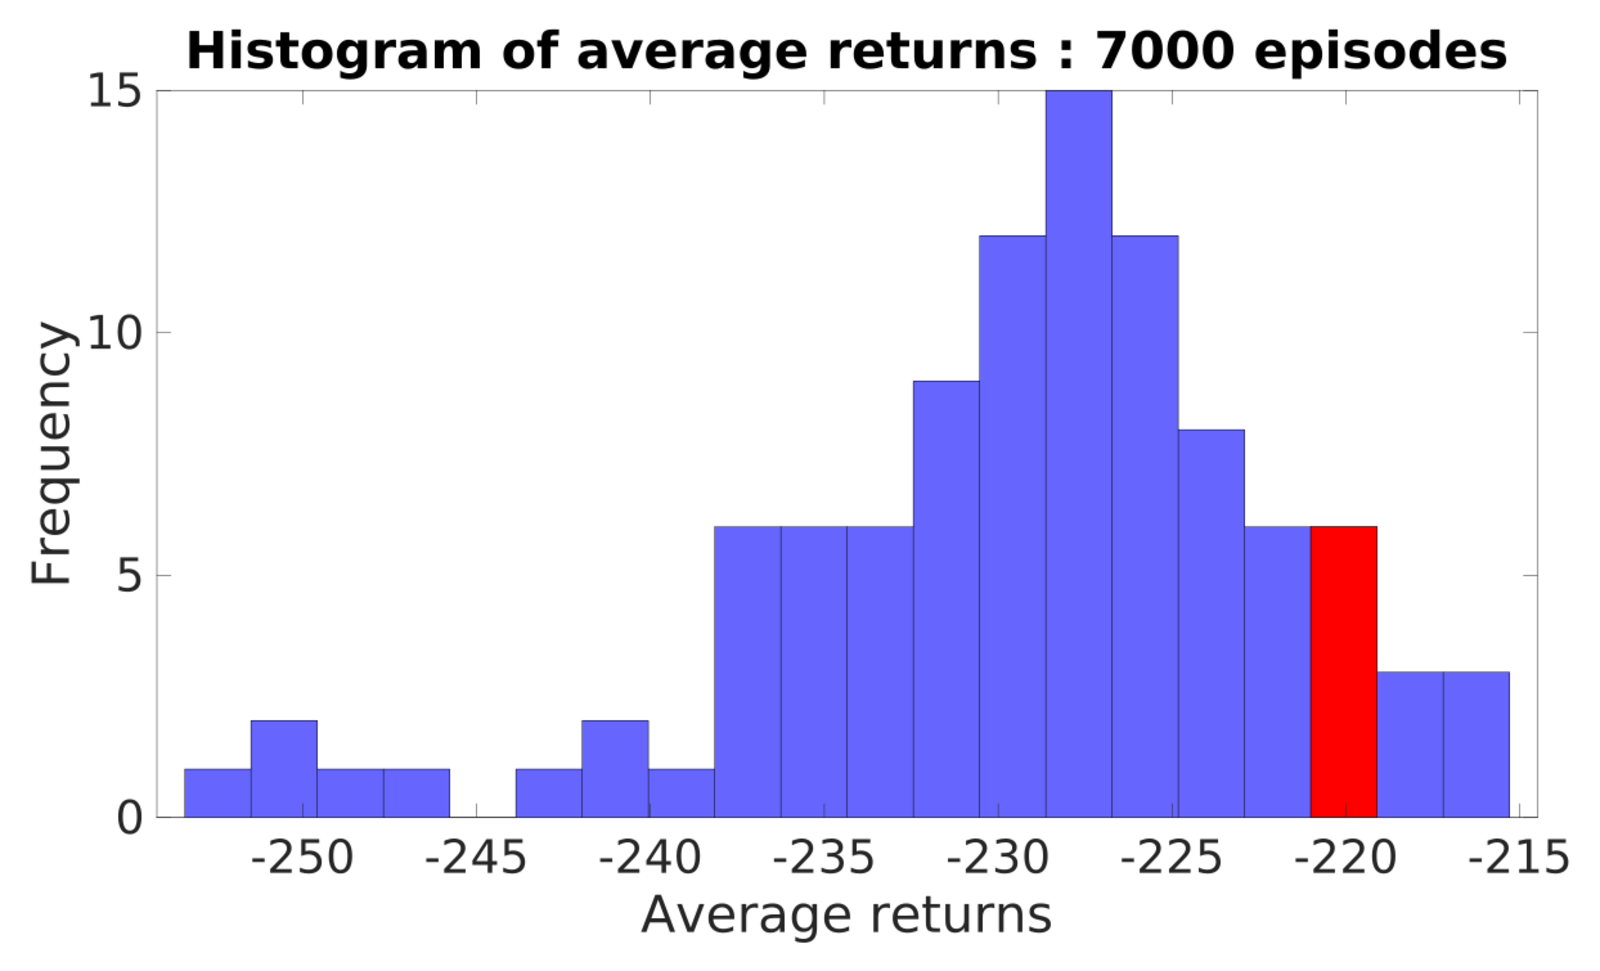 Histogram of average returns : 7000 episodes
15
10
5
0
Frequency
-250 -245 -240 -235 -230 -225 -220 -215
Average returns